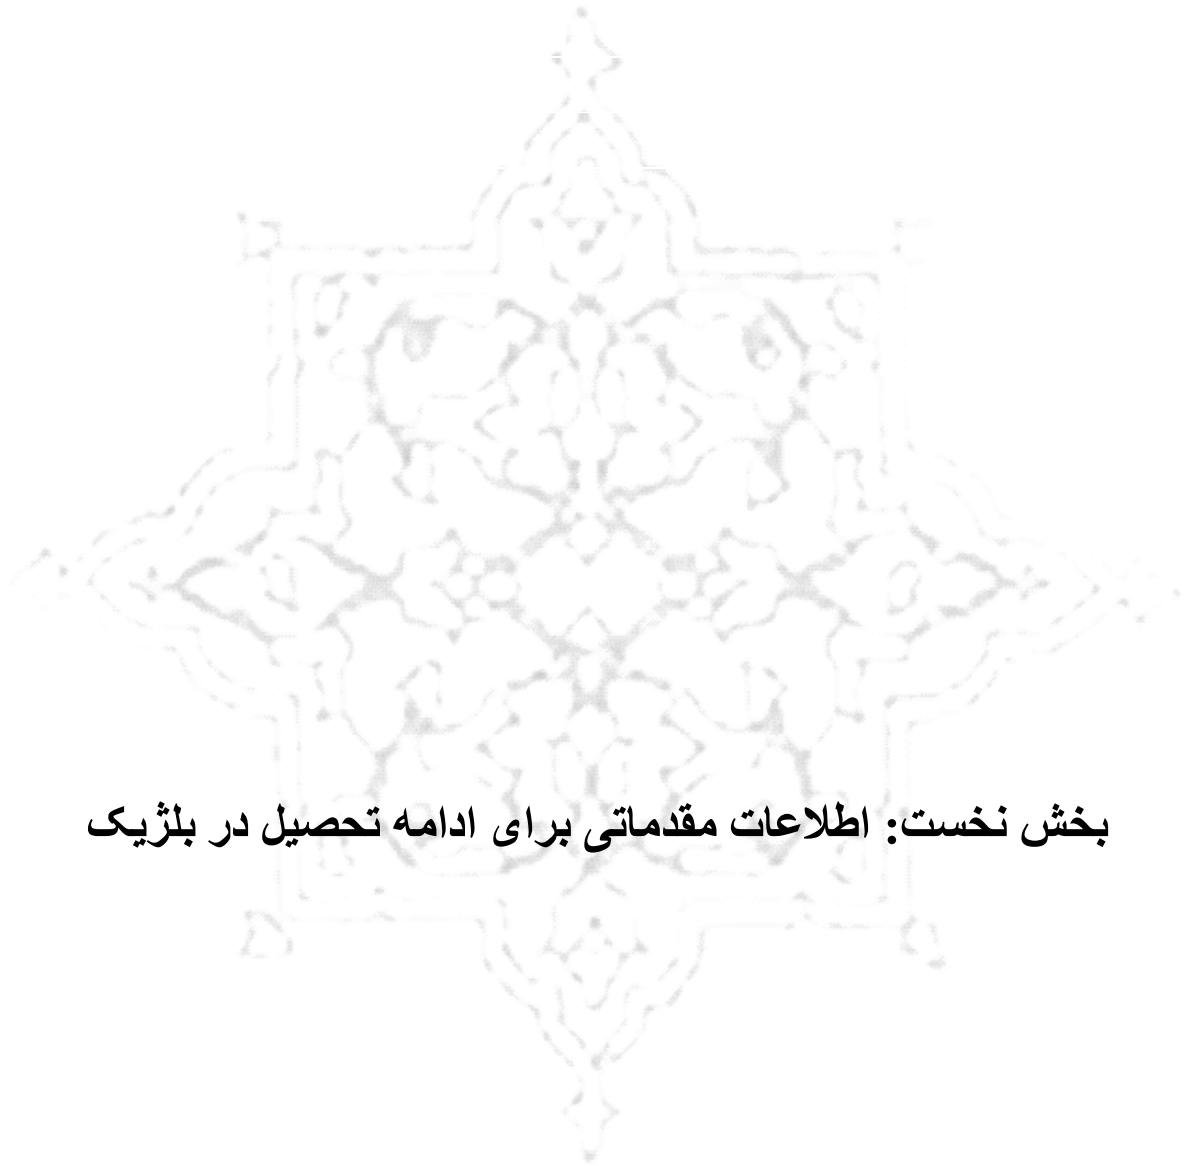 بخش نخست: اطلاعات مقدماتی برای ادامه تحصیل در بلژیک